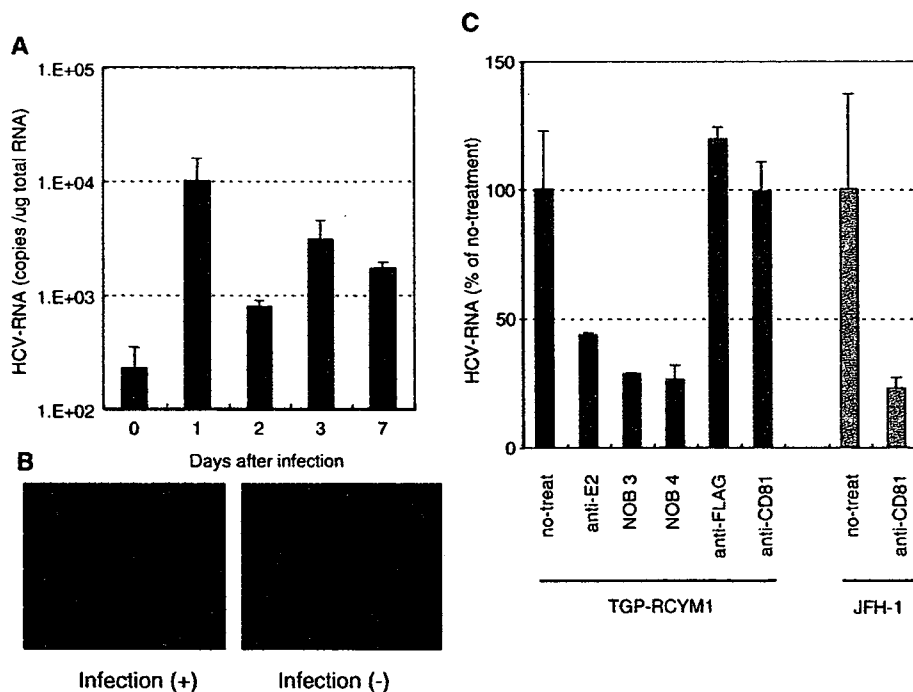 A
1.E+05
1.E+04
1.E+03
1.E+02
HCV-RNA (copies /ug total RNA)
0 1 2 3 7
Days after infection
B
Infection (+) Infection (-)
C
150
100
50
0
HCV-RNA (% of no-treatment)
no-treat
anti-E2
NOB 3
NOB 4
anti-FLAG
anti-CD81
no-treat
anti-CD81
TGP-RCYM1 JFH-1